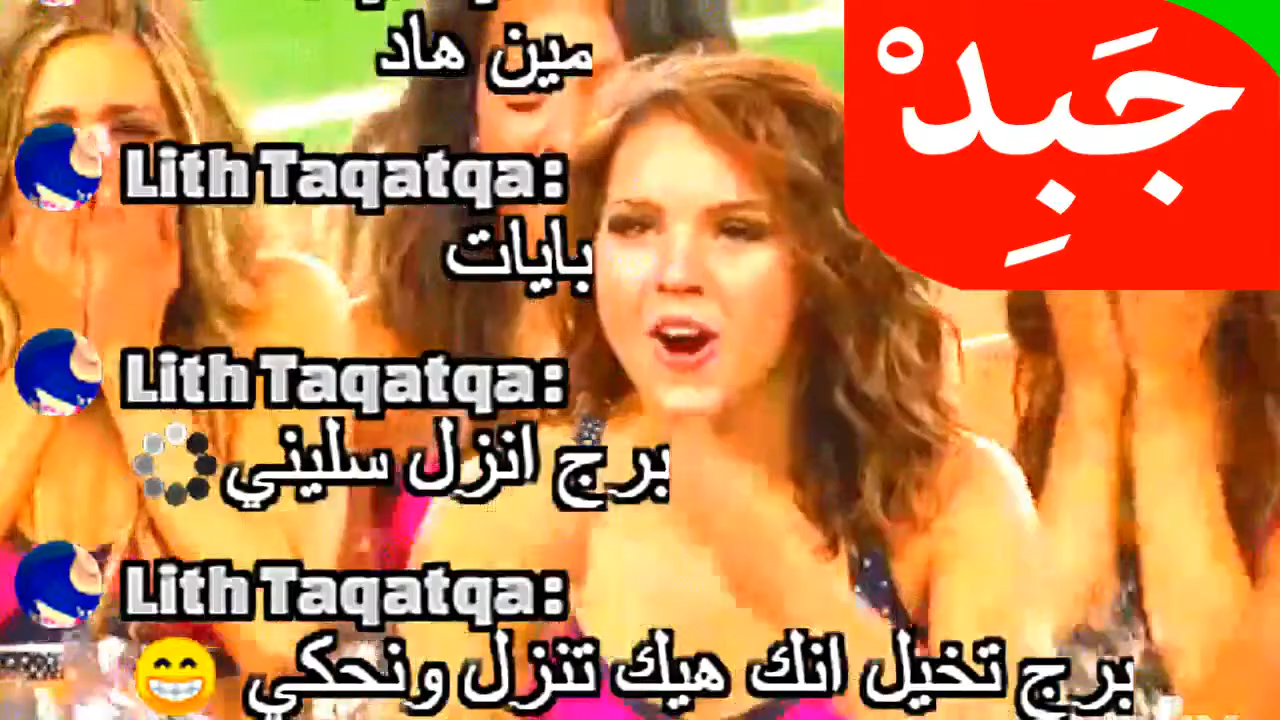 مين هاد
جَبِدْه
Lith Taqatqa:
بايات
Lith Taqatqa:
برج انزل سليني
Lith Taqatqa:
برج تخيل انك هيك تنزل ونحكي 😁